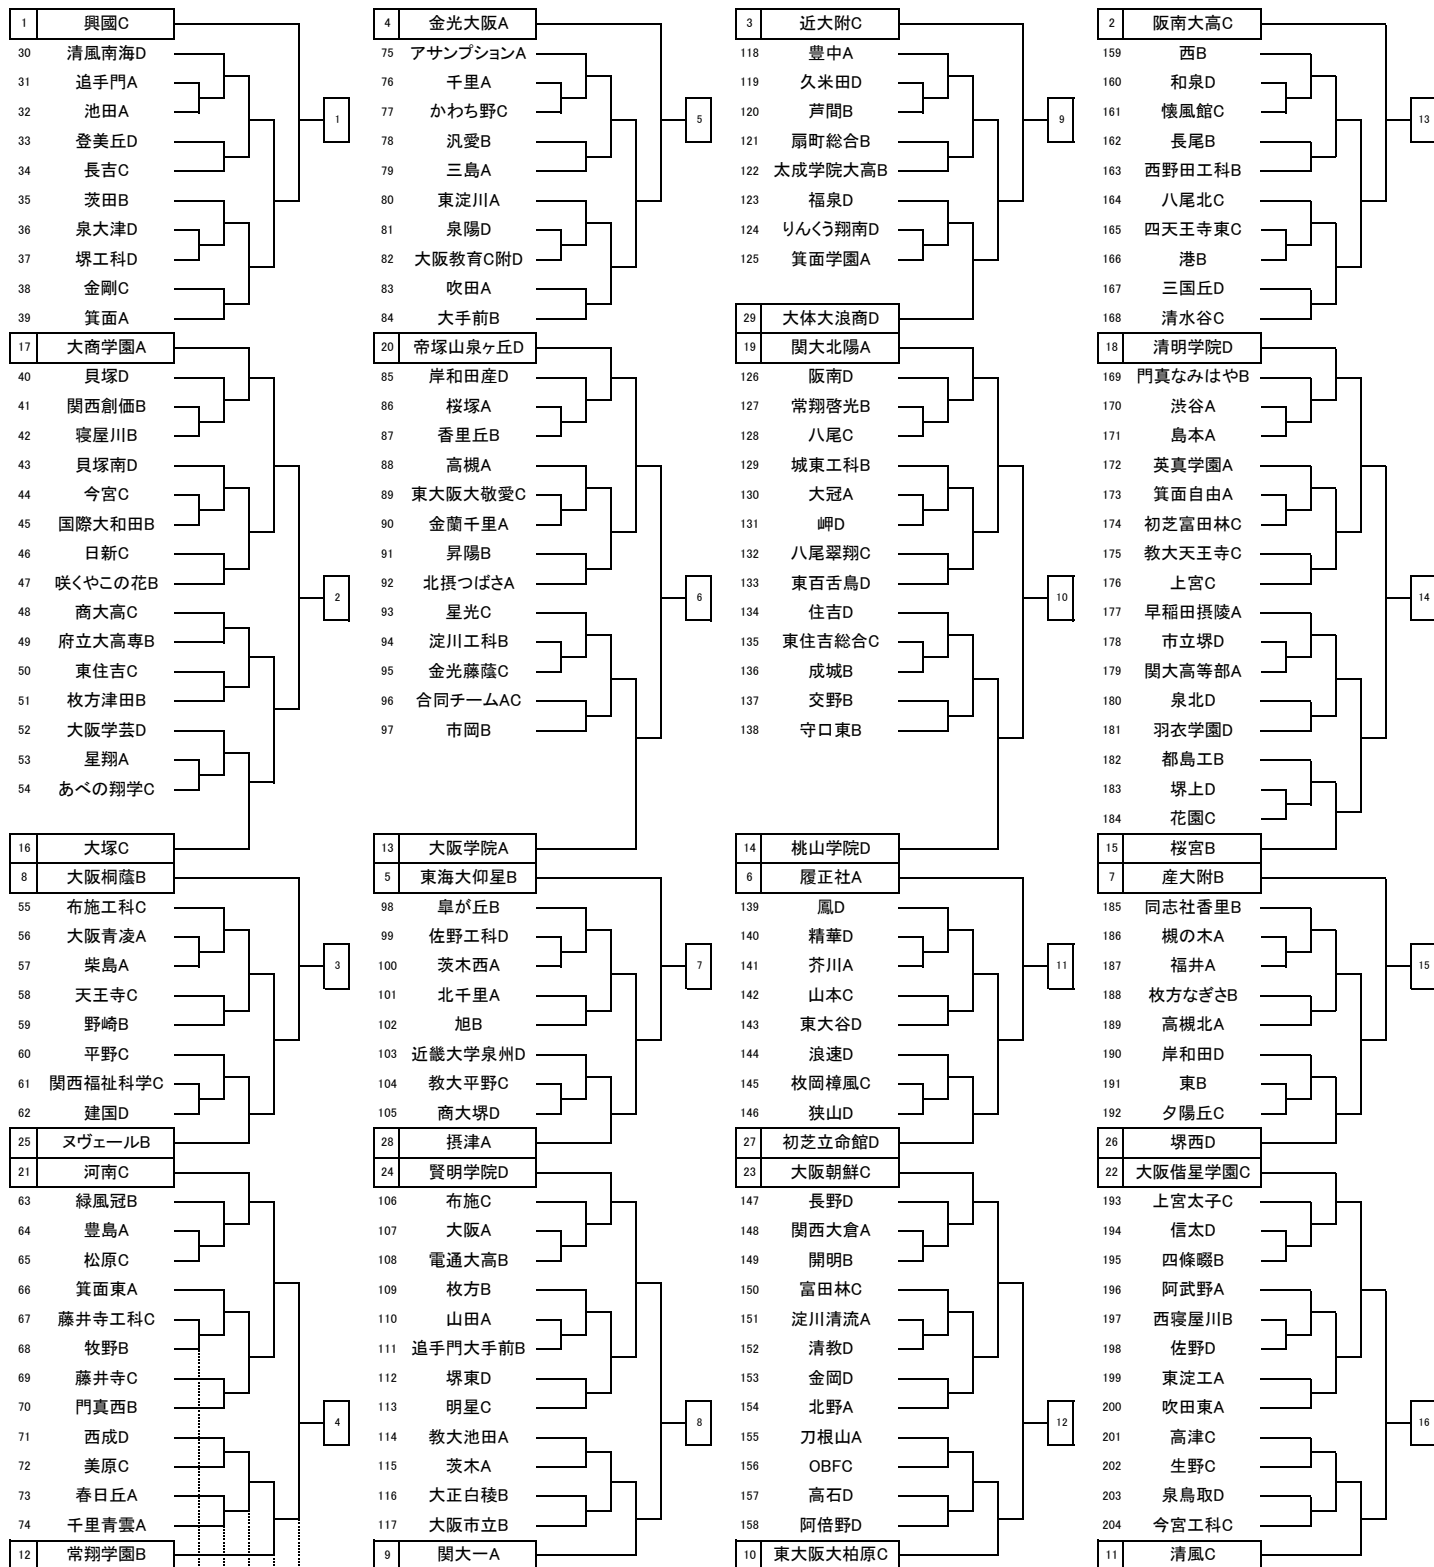 1 興國C
30 清風南海D
31 追手門A
32 池田A
33 登美丘D
34 長吉C
35 茨田B
36 泉大津D
37 堺工科D
38 金剛C
39 箕面A
1
17 大商学園A
40 貝塚D
41 関西創価B
42 寝屋川B
43 貝塚南D
44 今宮C
45 国際大和田B
46 日新C
47 咲くやこの花B
48 商大高C
49 府立大高専B
50 東住吉C
51 枚方津田B
52 大阪学芸D
53 星翔A
54 あべの翔学C
16 大塚C
2
8 大阪桐蔭B
55 布施工科C
56 大阪青凌A
57 柴島A
58 天王寺C
59 野崎B
60 平野C
61 関西福祉科学C
62 建国D
25 ヌヴェールB
3
21 河南C
63 緑風冠B
64 豊島A
65 松原C
66 箕面東A
67 藤井寺工科C
68 牧野B
69 藤井寺C
70 門真西B
71 西成D
72 美原C
73 春日丘A
74 千里青雲A
12 常翔学園B
4
4 金光大阪A
75 アサンプションA
76 千里A
77 かわち野C
78 汎愛B
79 三島A
80 東淀川A
81 泉陽D
82 大阪教育C附D
83 吹田A
84 大手前B
5
20 帝塚山泉ヶ丘D
85 岸和田産D
86 桜塚A
87 香里丘B
88 高槻A
89 東大阪大敬愛C
90 金蘭千里A
91 昇陽B
92 北摂つばさA
93 星光C
94 淀川工科B
95 金光藤蔭C
96 合同チームAC
97 市岡B
13 大阪学院A
6
5 東海大仰星B
98 皐が丘B
99 佐野工科D
100 茨木西A
101 北千里A
102 旭B
103 近畿大学泉州D
104 教大平野C
105 商大堺D
28 摂津A
7
24 賢明学院D
106 布施C
107 大阪A
108 電通大高B
109 枚方B
110 山田A
111 追手門大手前B
112 堺東D
113 明星C
114 教大池田A
115 茨木A
116 大正白稜B
117 大阪市立B
9 関大一A
8
3 近大附C
118 豊中A
119 久米田D
120 芦間B
121 扇町総合B
122 太成学院大高B
123 福泉D
124 りんくう翔南D
125 箕面学園A
29 大体大浪商D
9
19 関大北陽A
126 阪南D
127 常翔啓光B
128 八尾C
129 城東工科B
130 大冠A
131 岬D
132 八尾翠翔C
133 東百舌鳥D
134 住吉D
135 東住吉総合C
136 成城B
137 交野B
138 守口東B
14 桃山学院D
10
6 履正社A
139 鳳D
140 精華D
141 芥川A
142 山本C
143 東大谷D
144 浪速D
145 枚岡樟風C
146 狭山D
27 初芝立命館D
11
23 大阪朝鮮C
147 長野D
148 関西大倉A
149 開明B
150 富田林C
151 淀川清流A
152 清教D
153 金岡D
154 北野A
155 刀根山A
156 OBFC
157 高石D
158 阿倍野D
10 東大阪大柏原C
12
2 阪南大高C
159 西B
160 和泉D
161 懐風館C
162 長尾B
163 西野田工科B
164 八尾北C
165 四天王寺東C
166 港B
167 三国丘D
168 清水谷C
13
18 清明学院D
169 門真なみはやB
170 渋谷A
171 島本A
172 英真学園A
173 箕面自由A
174 初芝富田林C
175 教大天王寺C
176 上宮C
177 早稲田摂陵A
178 市立堺D
179 関大高等部A
180 泉北D
181 羽衣学園D
182 都島工B
183 堺上D
184 花園C
15 桜宮B
14
7 産大附B
185 同志社香里B
186 槻の木A
187 福井A
188 枚方なぎさB
189 高槻北A
190 岸和田D
191 東B
192 夕陽丘C
26 堺西D
15
22 大阪偕星学園C
193 上宮太子C
194 信太D
195 四條畷B
196 阿武野A
197 西寝屋川B
198 佐野D
199 東淀工A
200 吹田東A
201 高津C
202 生野C
203 泉鳥取D
204 今宮工科C
11 清風C
16